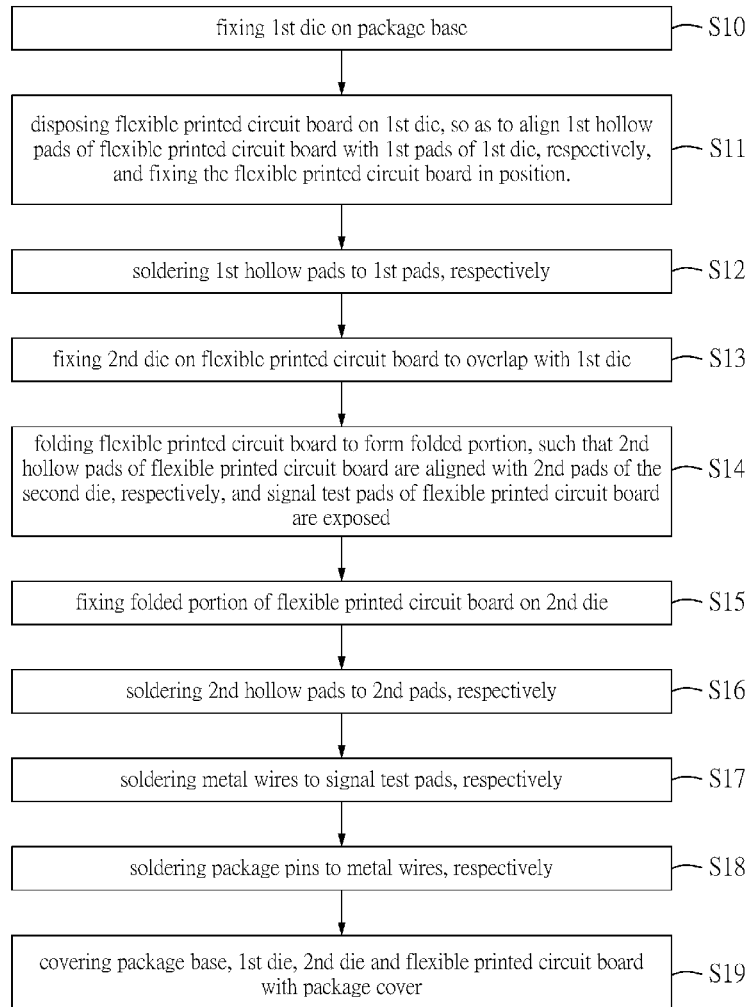 fixing 1st die on package base
S10
disposing flexible printed circuit board on 1st die, so as to align 1st hollow
pads of flexible printed circuit board with 1st pads of 1st die, respectively,
and fixing the flexible printed circuit board in position.
S11
soldering 1st hollow pads to 1st pads, respectively
S12
fixing 2nd die on flexible printed circuit board to overlap with 1st die
S13
folding flexible printed circuit board to form folded portion, such that 2nd
hollow pads of flexible printed circuit board are aligned with 2nd pads of the
second die, respectively, and signal test pads of flexible printed circuit board
are exposed
S14
fixing folded portion of flexible printed circuit board on 2nd die
S15
soldering 2nd hollow pads to 2nd pads, respectively
S16
soldering metal wires to signal test pads, respectively
S17
soldering package pins to metal wires, respectively
S18
covering package base, 1st die, 2nd die and flexible printed circuit board
with package cover
S19